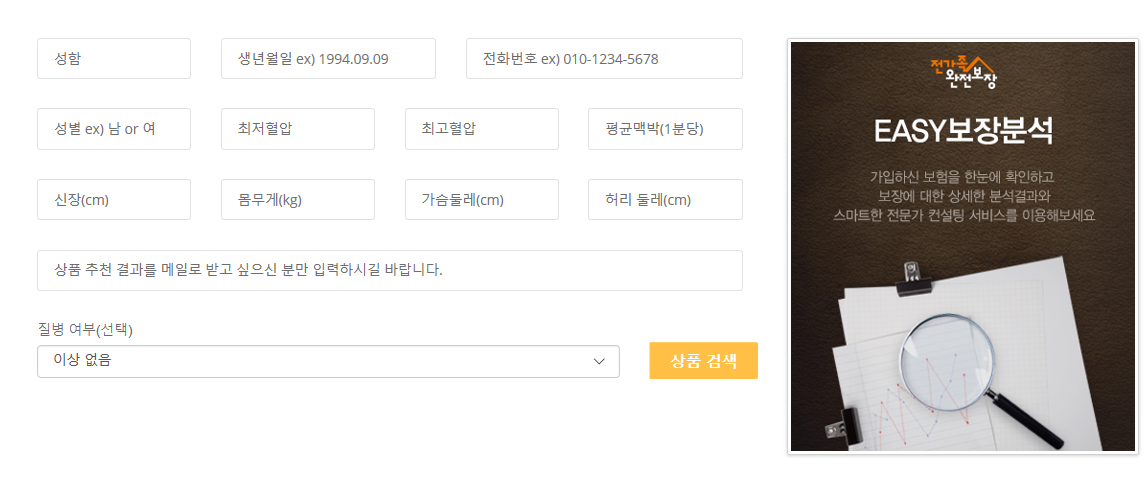 성함
생년월일 ex) 1994.09.09
전화번호 ex) 010-1234-5678
성별 ex) 남 or 여
최저혈압
최고혈압
평균맥박(1분당)
신장(cm)
몸무게(kg)
가슴둘레(cm)
허리 둘레(cm)
상품 추천 결과를 메일로 받고 싶으신 분만 입력하시길 바랍니다.
질병 여부(선택)
이상 없음
상품 검색
전가족
완전보장
EASY보장분석
가입하신 보험을 한눈에 확인하고
보장에 대한 상세한 분석결과와
스마트한 전문가 컨설팅 서비스를 이용해보세요